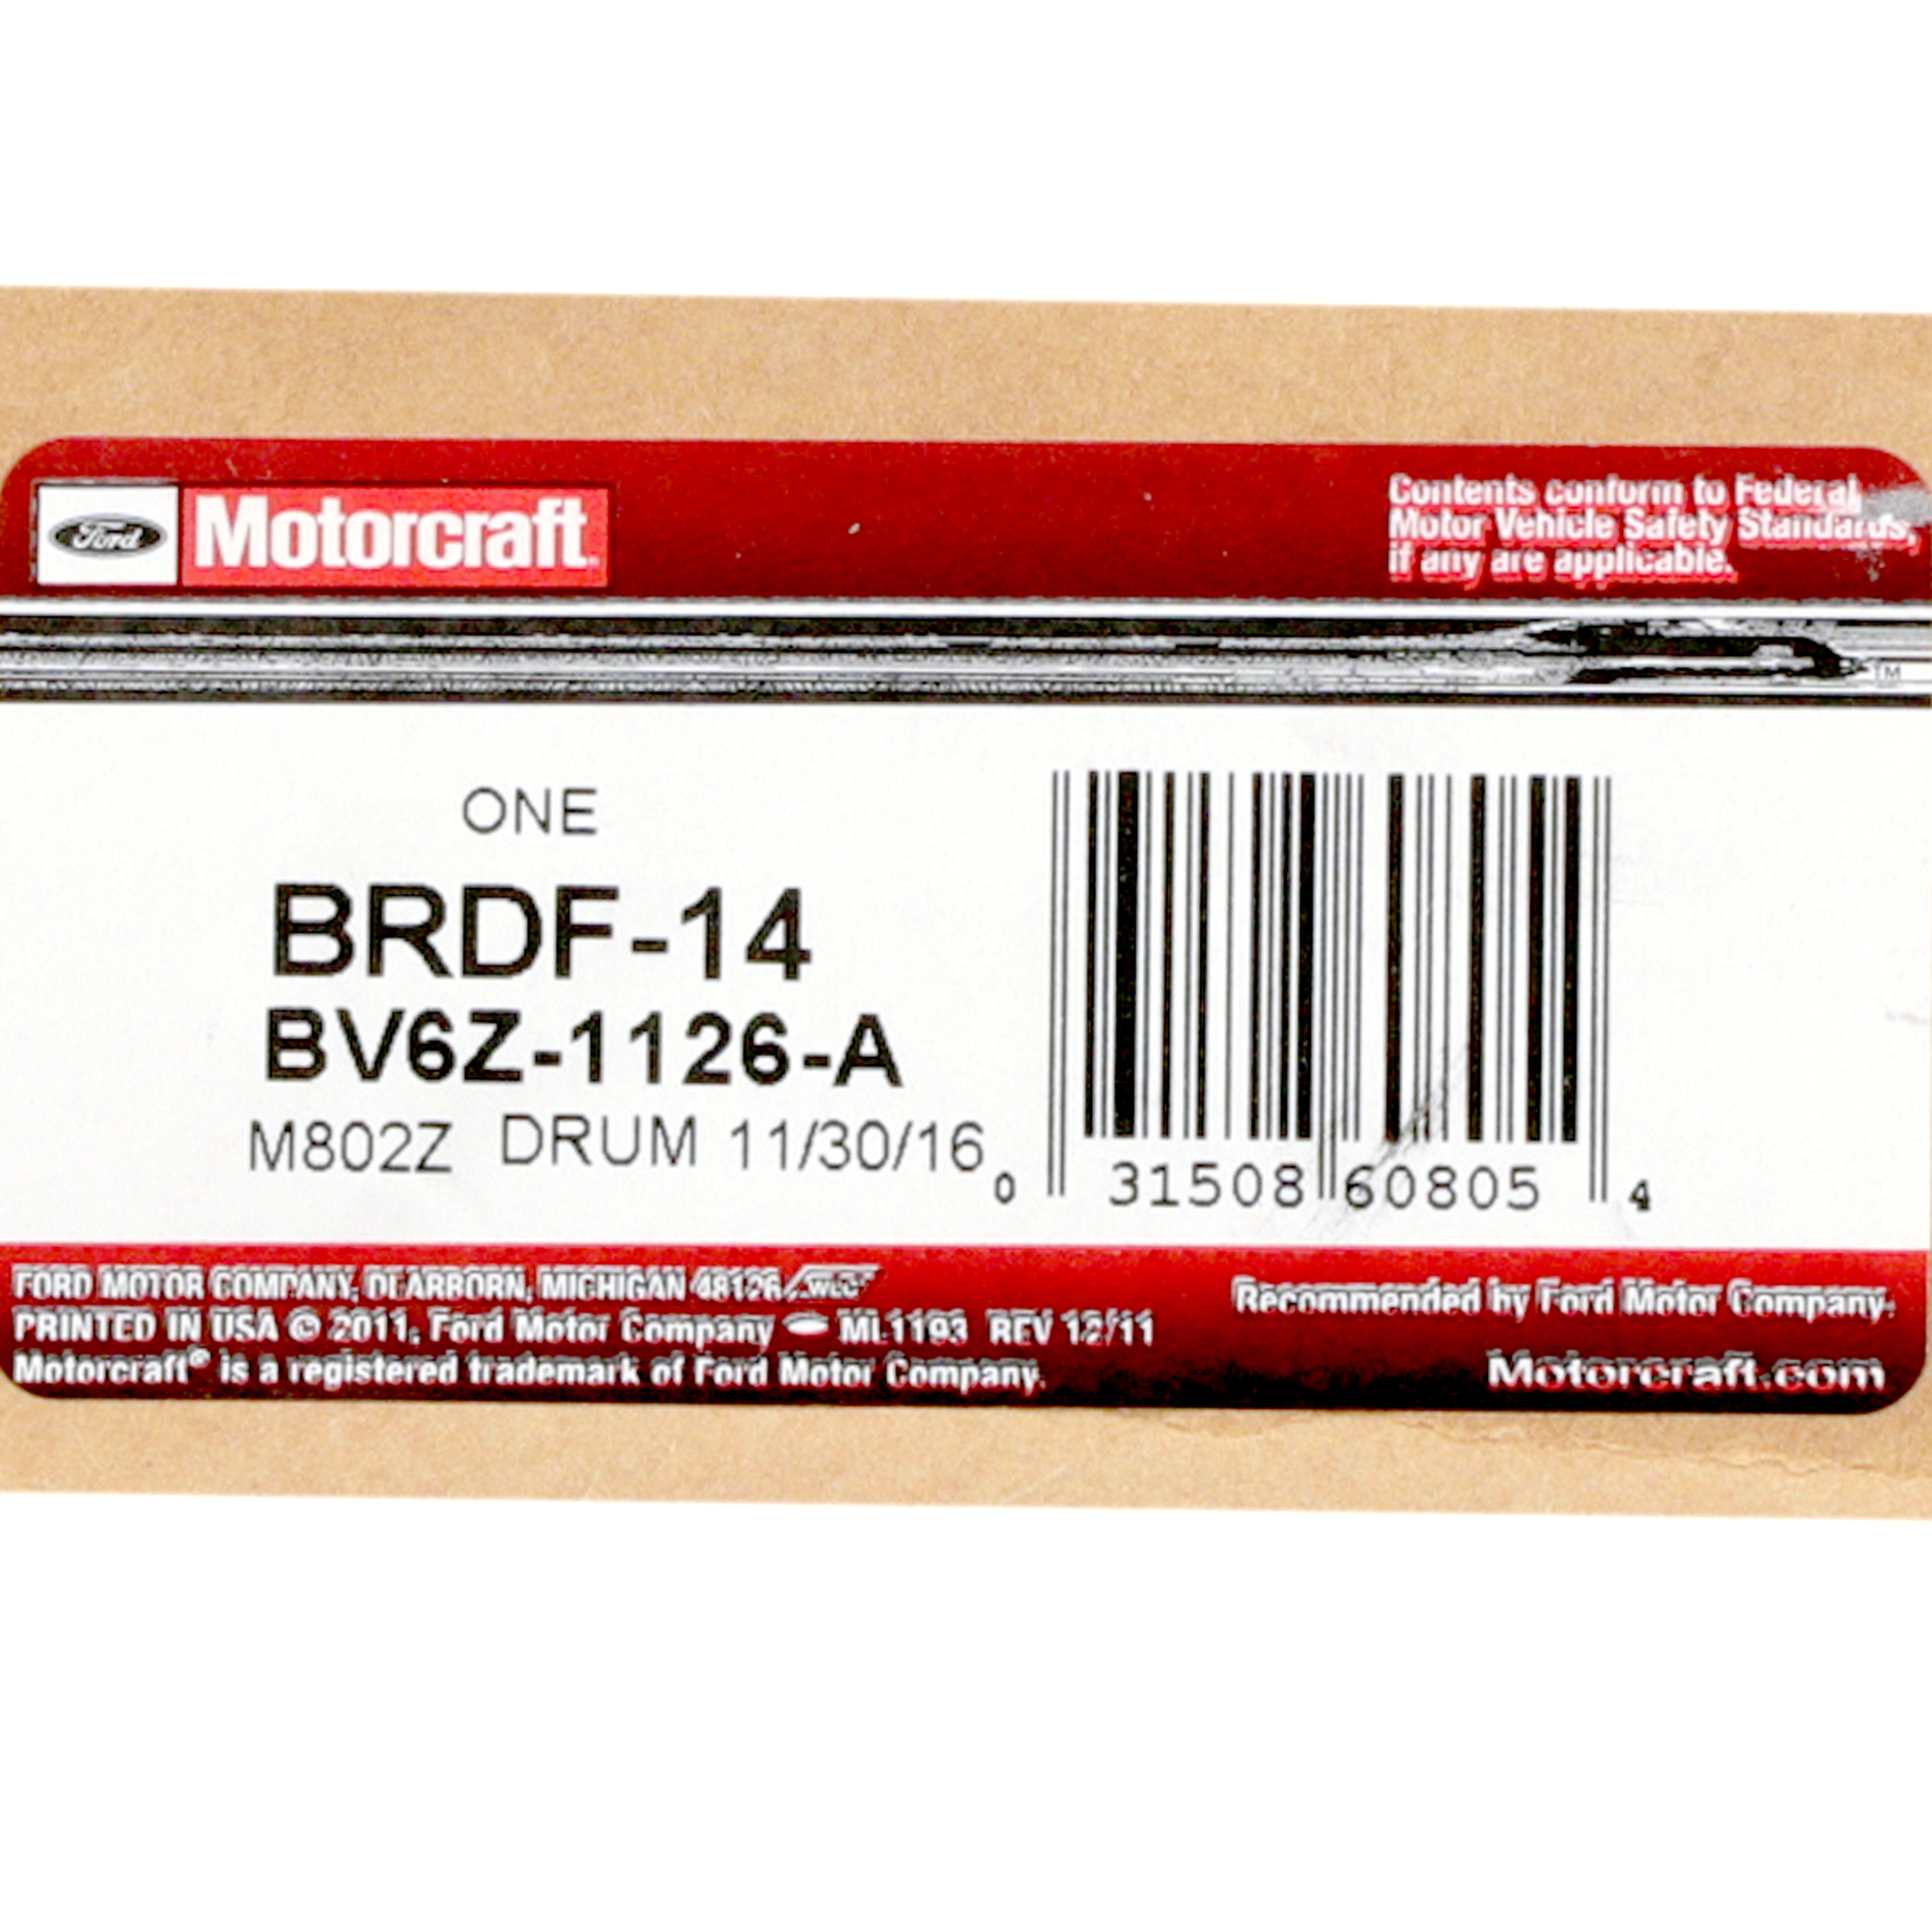 Ford Motorcraft
Contents conform to Federal
Motor Vehicle Safety Standards,
if any are applicable.
TM
ONE
BRDF-14
BV6Z-1126-A
M802Z DRUM 11/30/16
0 31508 60805 4
FORD MOTOR COMPANY, DEARBORN, MICHIGAN 48126
PRINTED IN USA © 2011, Ford Motor Company ML1193 REV 12/11
Motorcraft® is a registered trademark of Ford Motor Company.
Recommended by Ford Motor Company.
Motorcraft.com